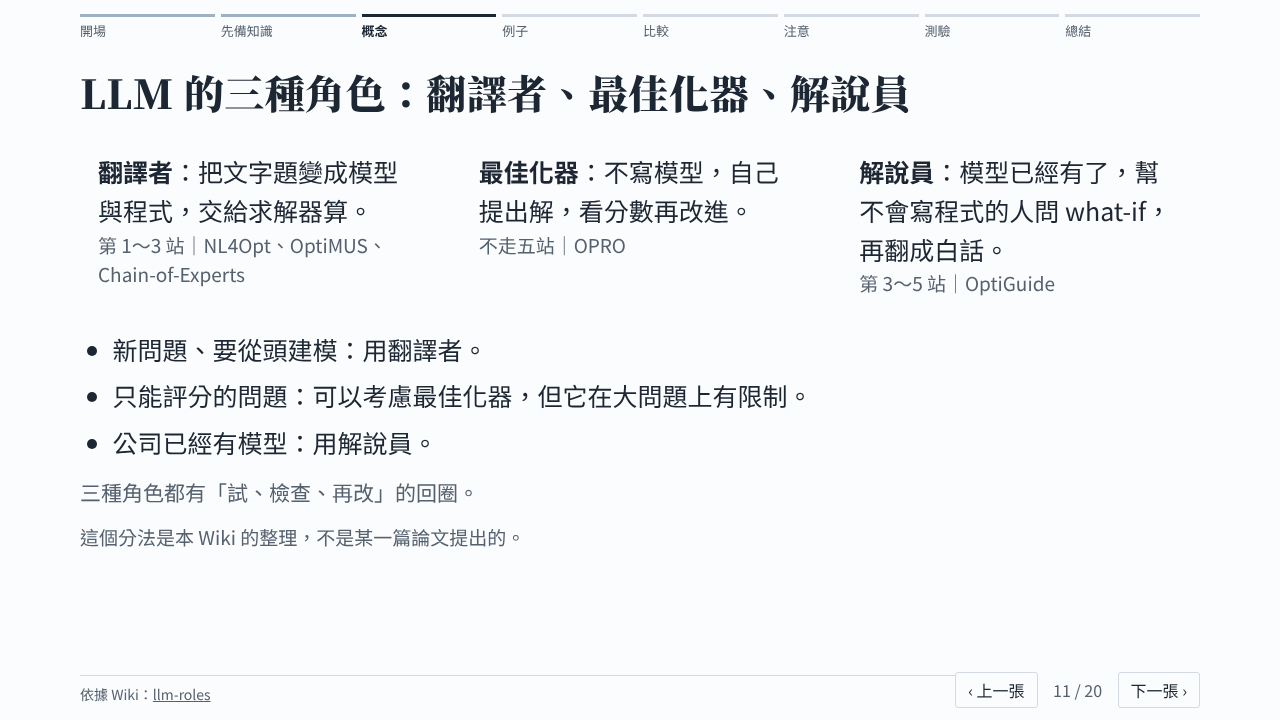 開場
先備知識
概念
例子
比較
注意
測驗
總結
LLM 的三種角色：翻譯者、最佳化器、解說員
翻譯者：把文字題變成模型
與程式，交給求解器算。
第 1～3 站｜NL4Opt、OptiMUS、
Chain-of-Experts
最佳化器：不寫模型，自己
提出解，看分數再改進。
不走五站｜OPRO
解說員：模型已經有了，幫
不會寫程式的人問 what-if，
再翻成白話。
第 3～5 站｜OptiGuide
• 新問題、要從頭建模：用翻譯者。
• 只能評分的問題：可以考慮最佳化器，但它在大問題上有限制。
• 公司已經有模型：用解說員。
三種角色都有「試、檢查、再改」的回圈。
這個分法是本 Wiki 的整理，不是某一篇論文提出的。
依據 Wiki：llm-roles
‹ 上一張
11 / 20
下一張 ›